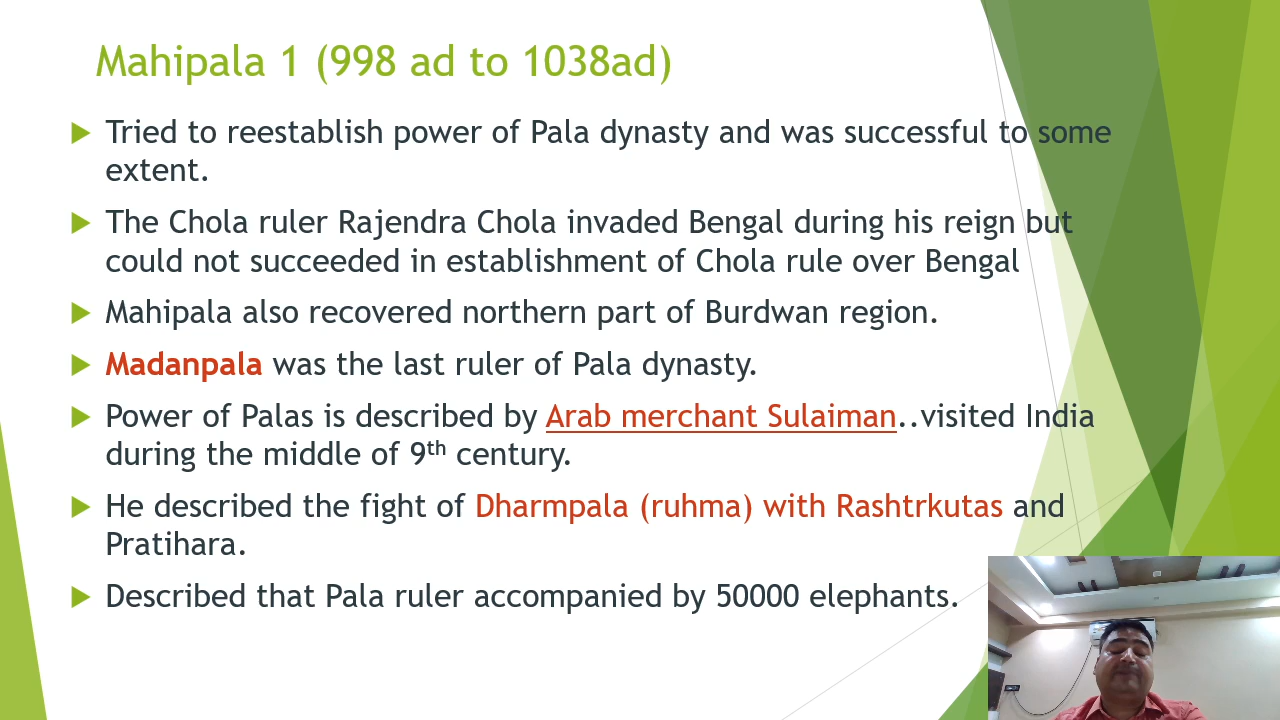 Mahipala 1 (998 ad to 1038ad)
Tried to reestablish power of Pala dynasty and was successful to some
extent.
The Chola ruler Rajendra Chola invaded Bengal during his reign but
could not succeeded in establishment of Chola rule over Bengal
Mahipala also recovered northern part of Burdwan region.
Madanpala was the last ruler of Pala dynasty.
Power of Palas is described by Arab merchant Sulaiman..visited India
during the middle of 9th century.
He described the fight of Dharmpala (ruhma) with Rashtrkutas and
Pratihara.
Described that Pala ruler accompanied by 50000 elephants.